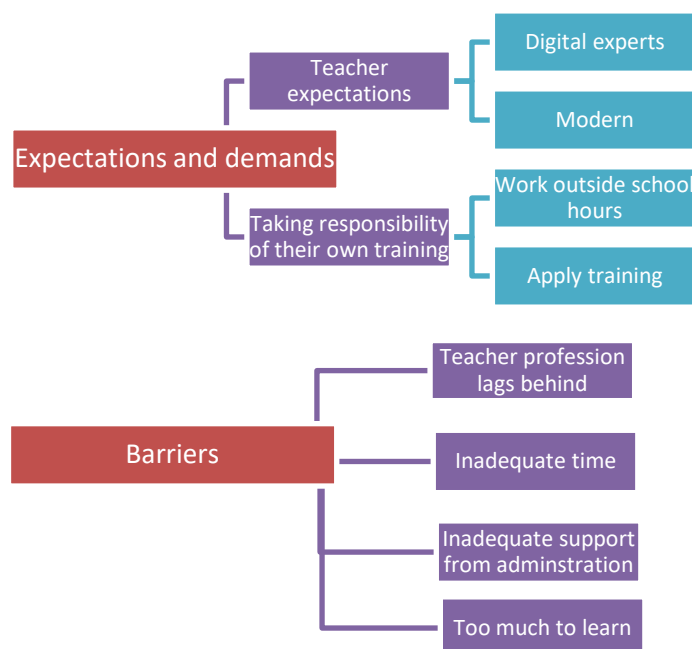 Expectations and demands
Teacher
expectations
Digital experts
Modern
Taking responsibility
of their own training
Work outside school
hours
Apply training
Barriers
Teacher profession
lags behind
Inadequate time
Inadequate support
from adminstration
Too much to learn